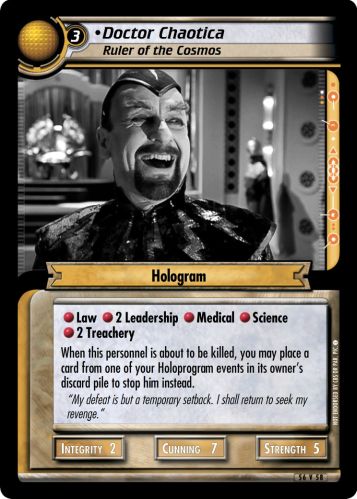 3
•Doctor Chaotica
Ruler of the Cosmos
Hologram
• Law • 2 Leadership • Medical • Science
• 2 Treachery
When this personnel is about to be killed, you may place a
card from one of your Holoprogram events in its owner's
discard pile to stop him instead.
"My defeat is but a temporary setback. I shall return to seek my
revenge."
INTEGRITY 2 CUNNING 7 STRENGTH 5
56 V 58